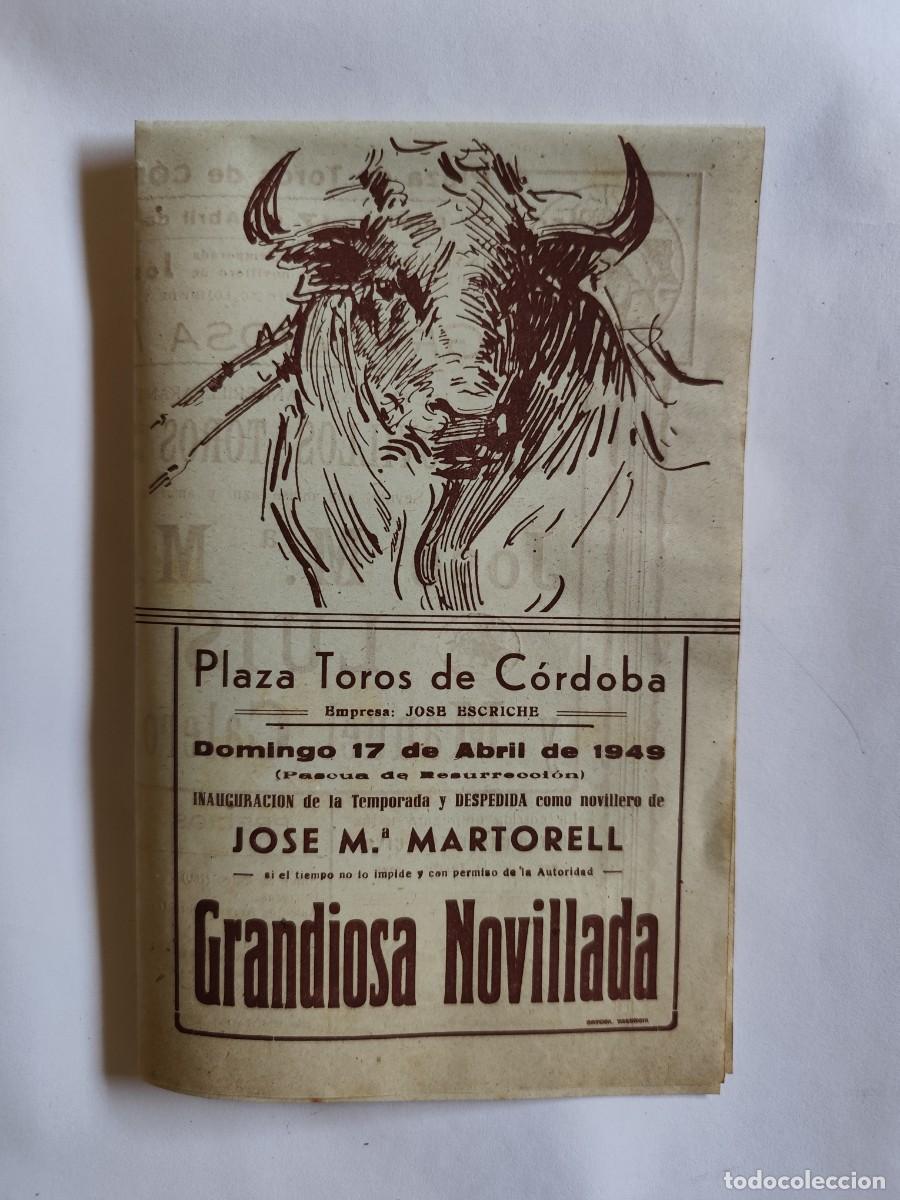 Plaza Toros de Córdoba
Empresa: JOSE ESCRICHE
Domingo 17 de Abril de 1949
(Pascua de Resurrección)
INAUGURACION de la Temporada y DESPEDIDA como novillero de
JOSE M.ª MARTORELL
si el tiempo no lo impide y con permiso de la Autoridad
Grandiosa Novillada
todocoleccion